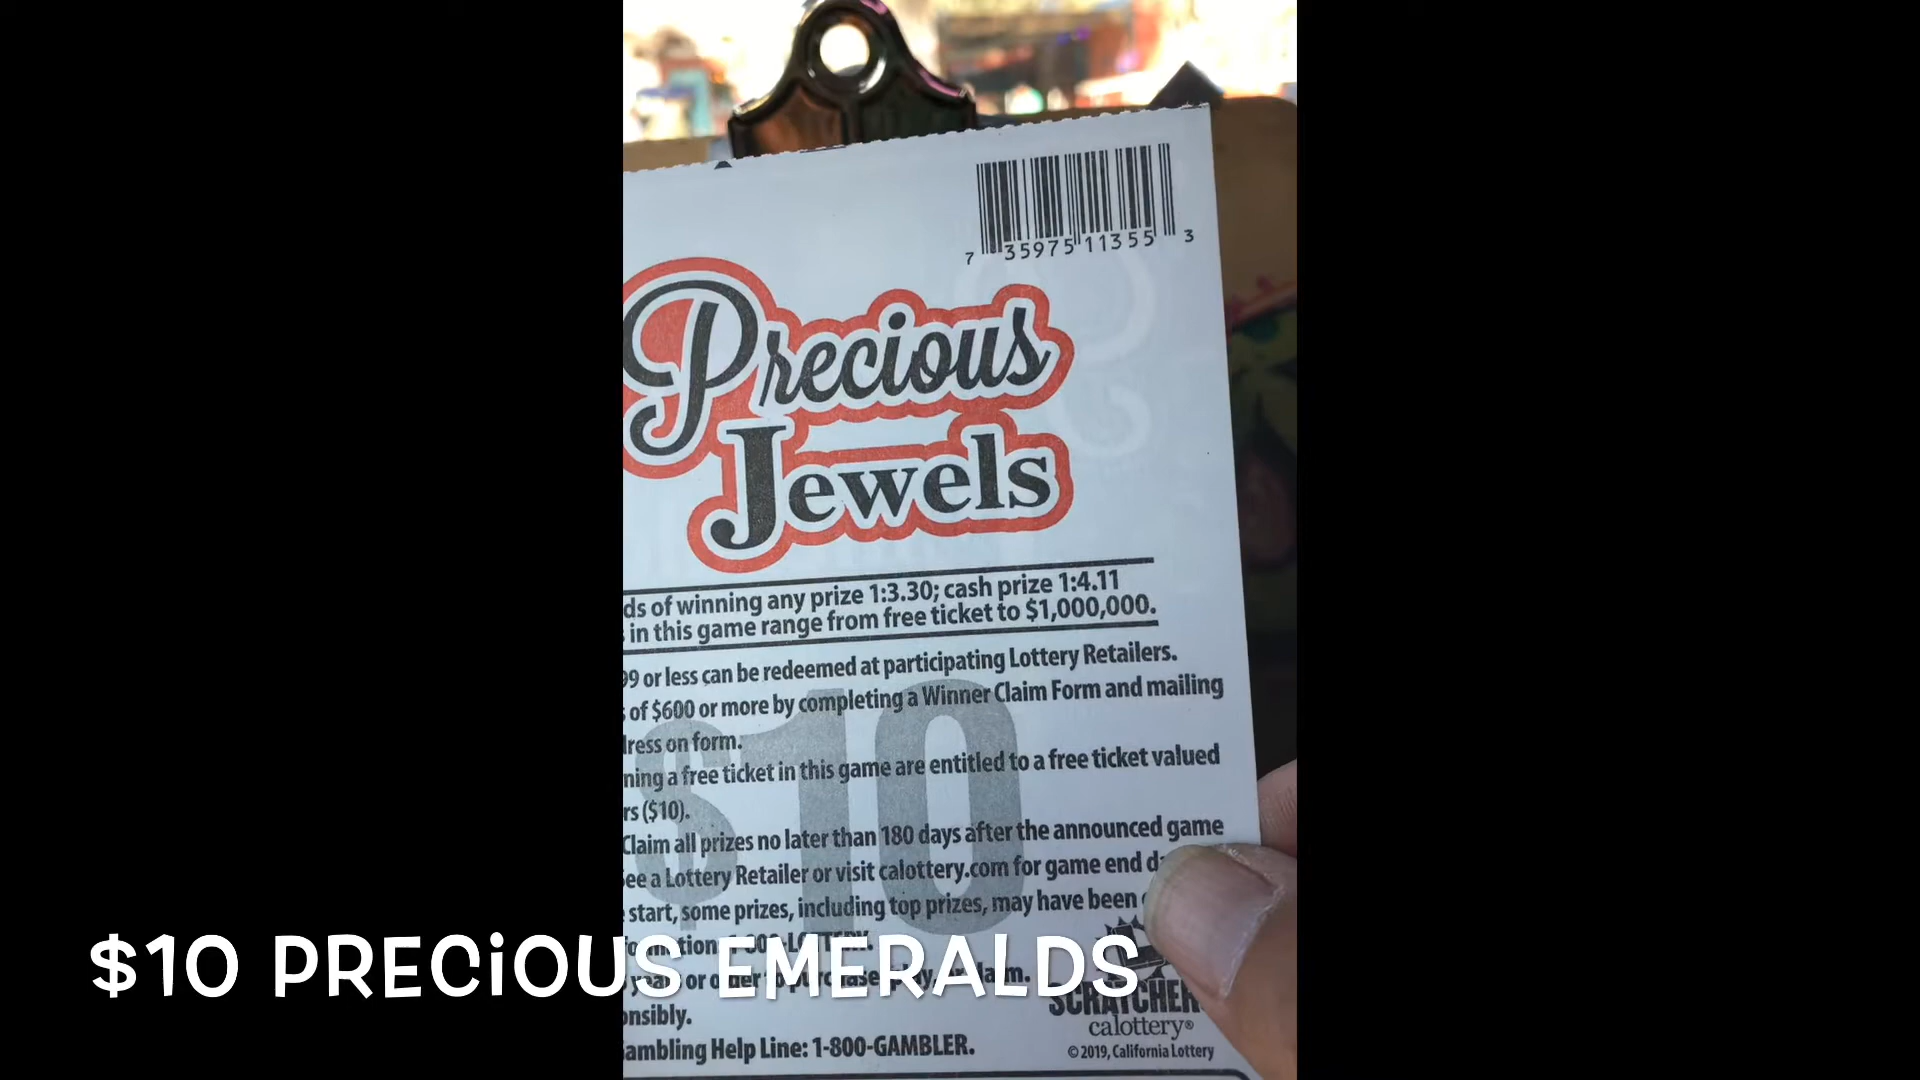 7 35975 11355 3
Precious
Jewels
ds of winning any prize 1:3.30; cash prize 1:4.11
in this game range from free ticket to $1,000,000.
99 or less can be redeemed at participating Lottery Retailers.
of $600 or more by completing a Winner Claim Form and mailing
dress on form.
ning a free ticket in this game are entitled to a free ticket valued
rs ($10).
$10
Claim all prizes no later than 180 days after the announced game
See a Lottery Retailer or visit calottery.com for game end
start, some prizes, including top prizes, may have been
$10 PRECiOUS EMERALDS
SCRATCHER
onsibly.
calottery®
ambling Help Line: 1-800-GAMBLER.
© 2019, California Lottery